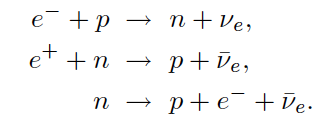 e⁻ + p → n + νₑ,
e⁺ + n → p + ν̄ₑ,
n → p + e⁻ + ν̄ₑ.